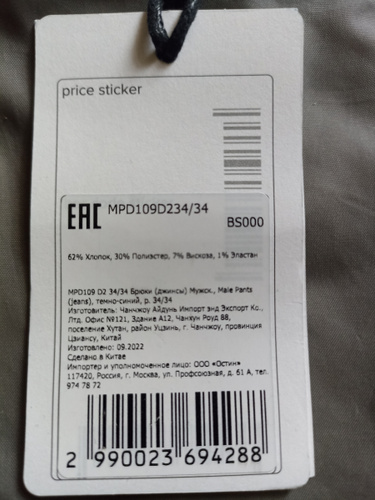 price sticker
EAC MPD109D234/34
BS000
62% Хлопок, 30% Полиэстер, 7% Вискоза, 1% Эластан
MPD109 D2 34/34 Брюки (джинсы) Мужск., Male Pants
(jeans), темно-синий, р. 34/34
Изготовитель: Чанчжоу Айдунь Импорт энд Экспорт Ко.,
Лтд. Офис №9121, Здание А12, Чанхун Роуд 88,
поселение Хутан, район Уцзинь, г. Чанчжоу, провинция
Цзиансу, Китай
Изготовлено: 09.2022
Сделано в Китае
Импортер и уполномоченное лицо: ООО «Остин»
117420, Россия, г. Москва, ул. Профсоюзная, д. 61 А, тел.
974 78 72
2 990023 694288